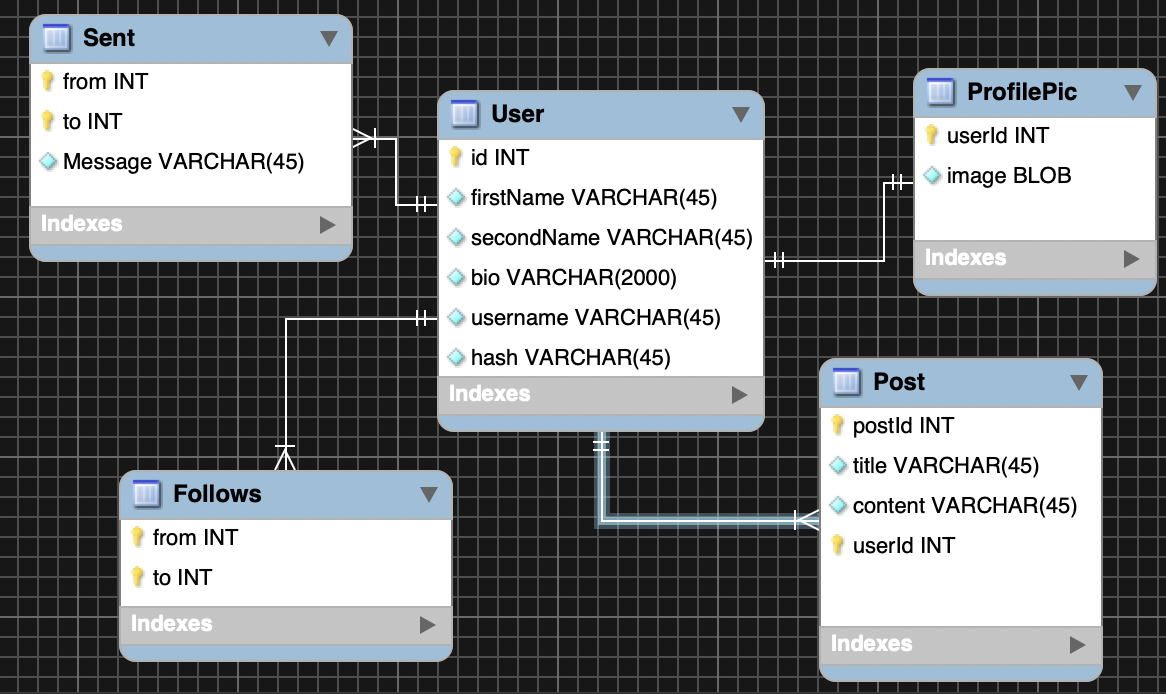 Sent
from INT
to INT
Message VARCHAR(45)
Indexes
User
id INT
firstName VARCHAR(45)
secondName VARCHAR(45)
bio VARCHAR(2000)
username VARCHAR(45)
hash VARCHAR(45)
Indexes
ProfilePic
userId INT
image BLOB
Indexes
Follows
from INT
to INT
Indexes
Post
postId INT
title VARCHAR(45)
content VARCHAR(45)
userId INT
Indexes